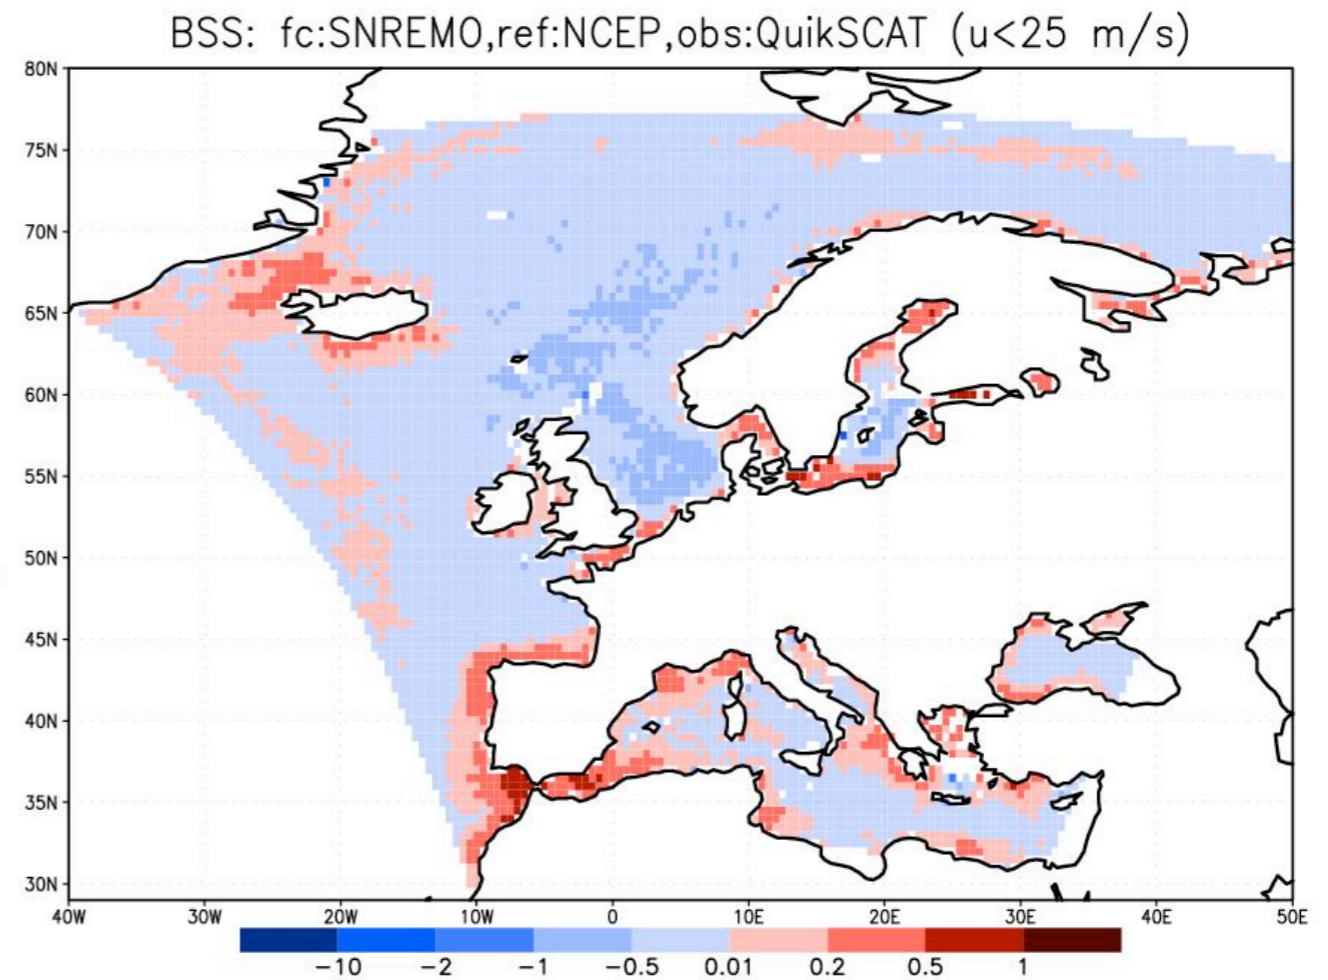 BSS: fc:SNREMO,ref:NCEP,obs:QuikSCAT (u<25 m/s)
80N
75N
70N
65N
60N
55N
50N
45N
40N
35N
30N
40W 30W 20W 10W 0 10E 20E 30E 40E 50E
−10 −2 −1 −0.5 0.01 0.2 0.5 1